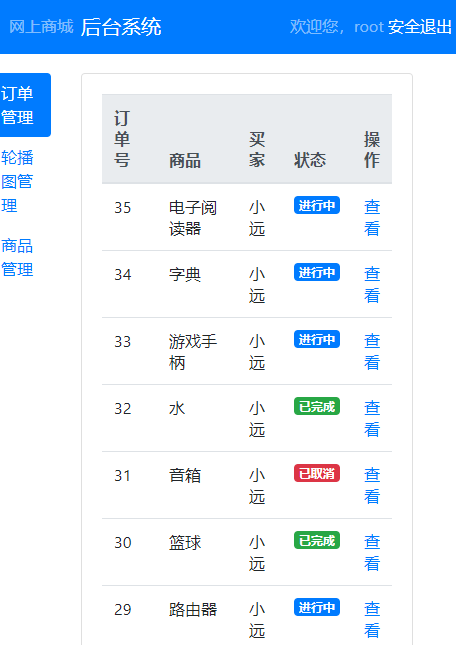 网上商城 后台系统 欢迎您，root 安全退出
订单
管理
轮播
图管
理
商品
管理
订
单
号 商品 买
家 状态 操
作
35 电子阅
读器 小
远 进行中 查
看
34 字典 小
远 进行中 查
看
33 游戏手
柄 小
远 进行中 查
看
32 水 小
远 已完成 查
看
31 音箱 小
远 已取消 查
看
30 篮球 小
远 已完成 查
看
29 路由器 小
远 进行中 查
看